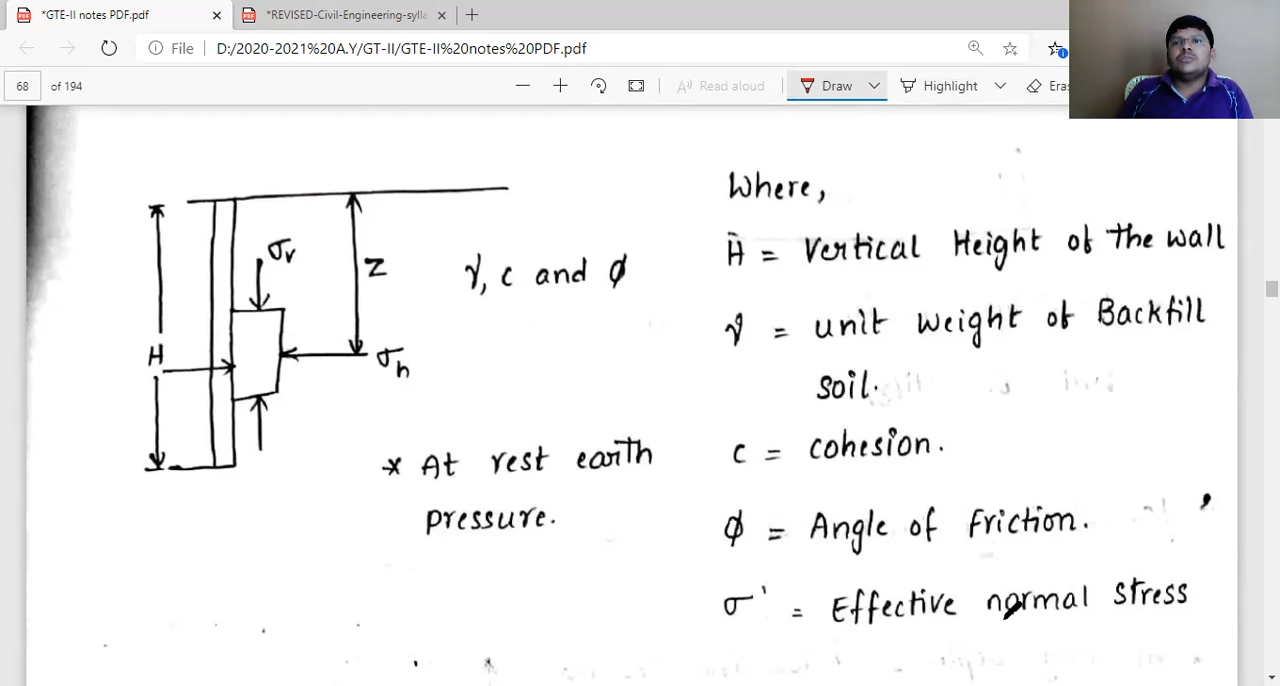 *GTE-II notes PDF.pdf
*REVISED-Civil-Engineering-sylla
File
D:/2020-2021%20A.Y/GT-II/GTE-II%20notes%20PDF.pdf
68 of 194
Read aloud
Draw
Highlight
Eras
Where,
H = Vertical Height of the wall
γ = unit weight of Backfill
soil.
c = cohesion.
φ = Angle of Friction.
σ' = Effective normal stress
σv
Z
γ, c and φ
H
σh
* At rest earth
pressure.